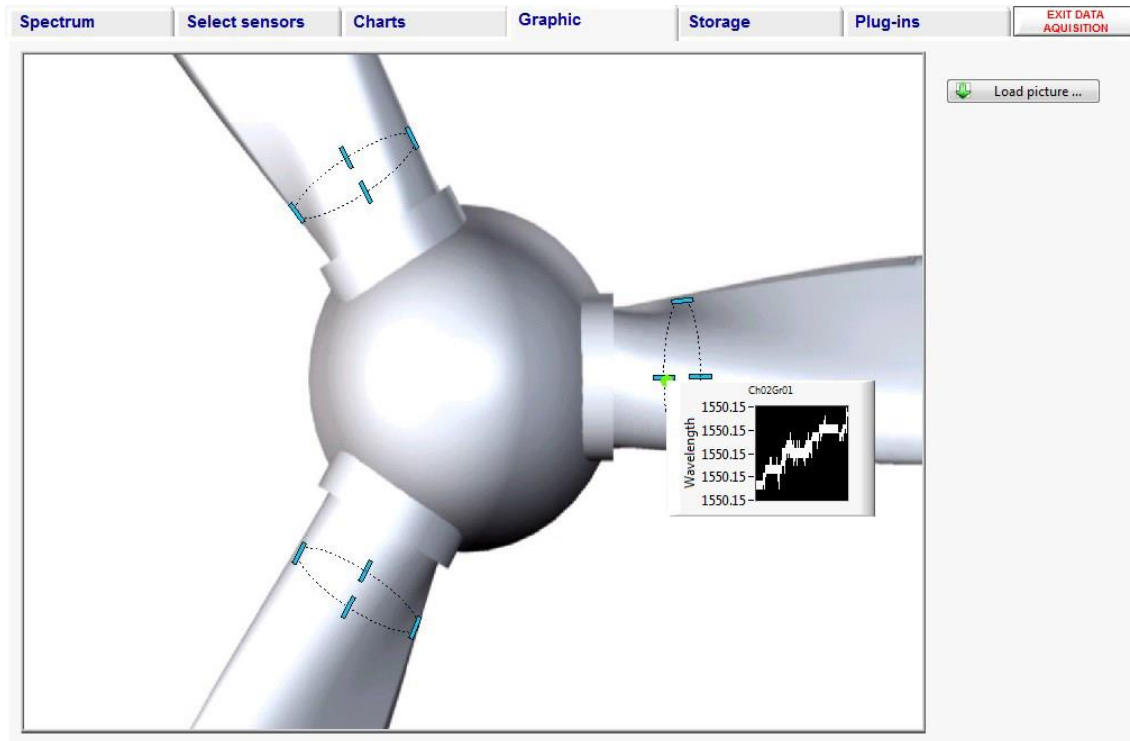 Spectrum
Select sensors
Charts
Graphic
Storage
Plug-ins
EXIT DATA
AQUISITION
Load picture ...
Ch02Gr01
Wavelength
1550.15
1550.15
1550.15
1550.15
1550.15